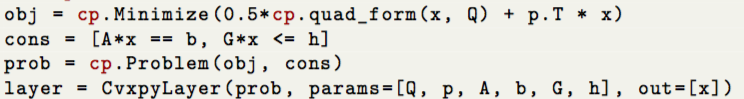 obj = cp.Minimize(0.5*cp.quad_form(x, Q) + p.T * x)
cons = [A*x == b, G*x <= h]
prob = cp.Problem(obj, cons)
layer = CvxpyLayer(prob, params=[Q, p, A, b, G, h], out=[x])